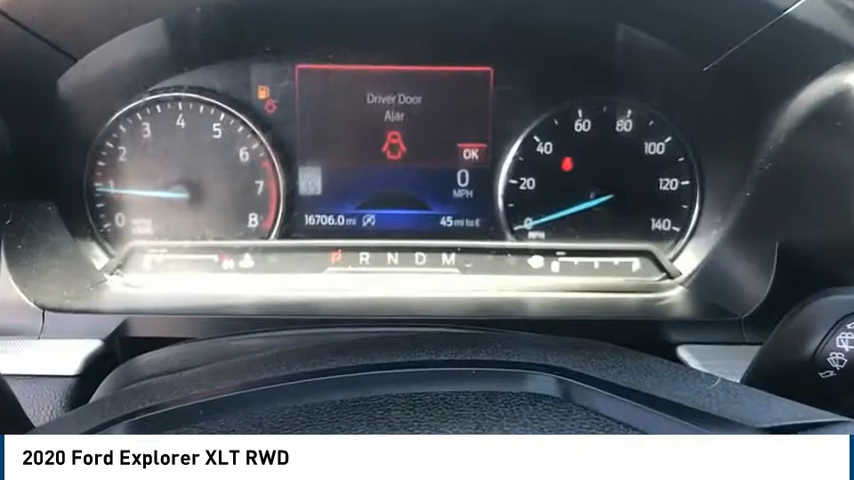 Driver Door
Ajar
OK
0
MPH
16706.0 mi
45 mi to E
0 1 2 3 4 5 6 7 8
0 20 40 60 80 100 120 140
MPH
P R N D M
H
E F
2020 Ford Explorer XLT RWD